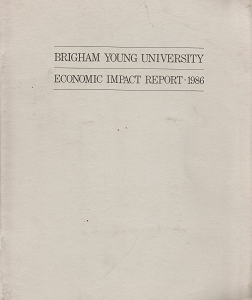 BRIGHAM YOUNG UNIVERSITY
ECONOMIC IMPACT REPORT · 1986